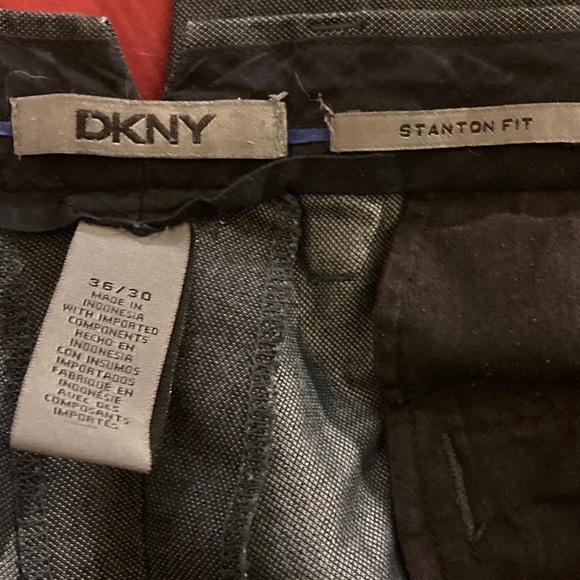 DKNY
STANTON FIT
36/30
MADE IN
INDONESIA
WITH IMPORTED
COMPONENTS
HECHO EN
INDONESIA
CON INSUMOS
IMPORTADOS
FABRIQUÉ EN
INDONÉSIE
AVEC DES
COMPOSANTS
IMPORTÉS